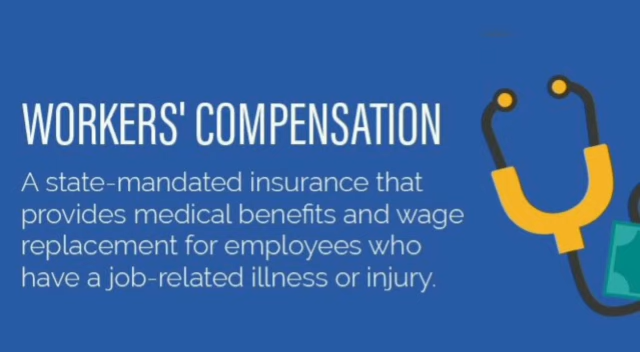 WORKERS' COMPENSATION
A state-mandated insurance that
provides medical benefits and wage
replacement for employees who
have a job-related illness or injury.